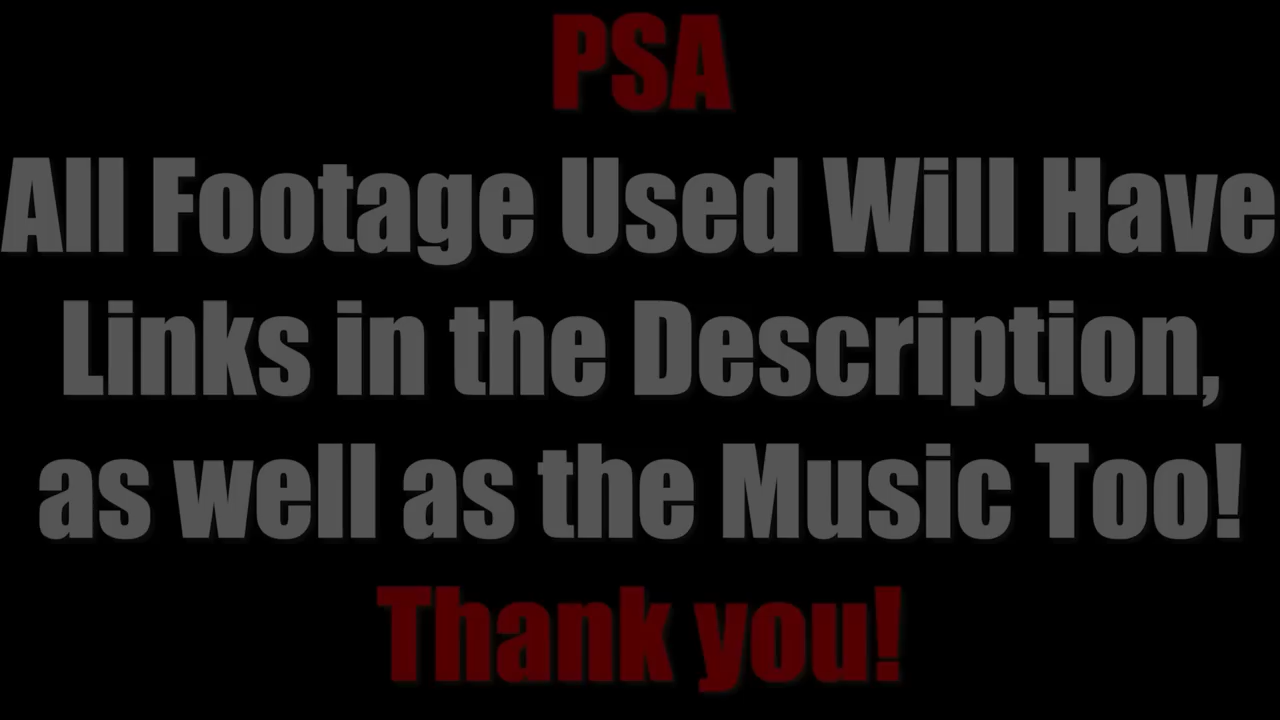 PSA
All Footage Used Will Have
Links in the Description,
as well as the Music Too!
Thank you!